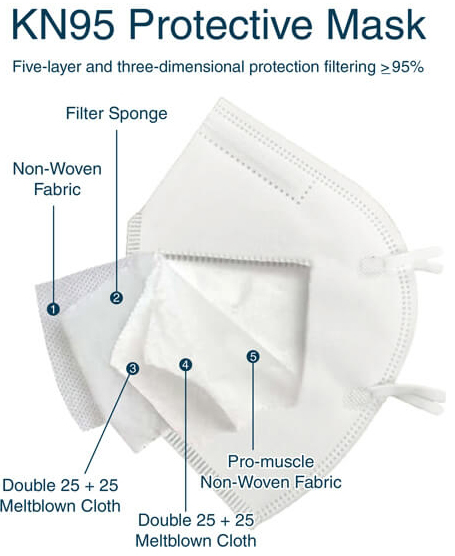 KN95 Protective Mask
Five-layer and three-dimensional protection filtering ≥95%
Filter Sponge
Non-Woven
Fabric
1
2
3
4
5
Double 25 + 25
Meltblown Cloth
Double 25 + 25
Meltblown Cloth
Pro-muscle
Non-Woven Fabric